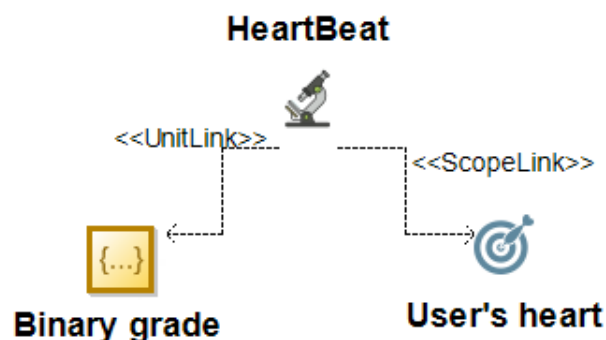 HeartBeat
<<UnitLink>>
<<ScopeLink>>
{...}
Binary grade
User's heart